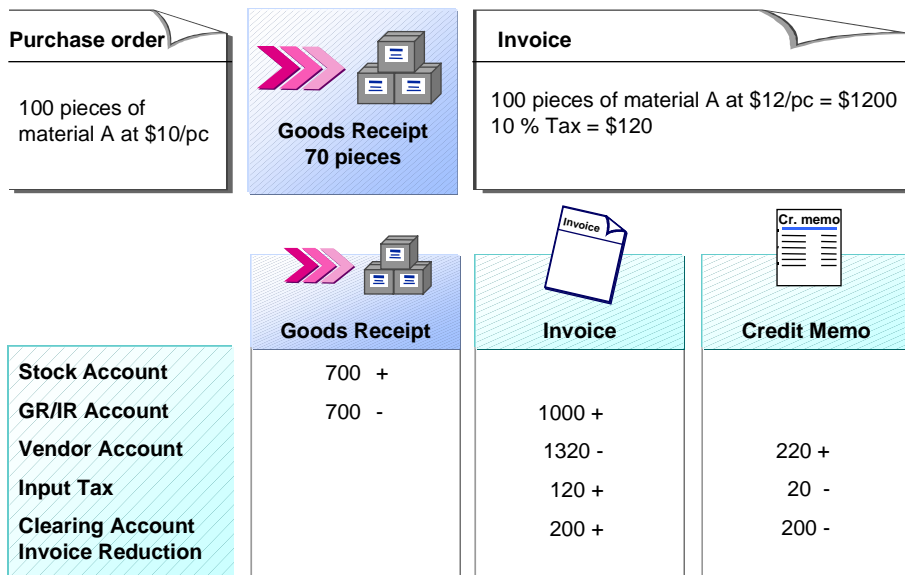 Purchase order
100 pieces of
material A at $10/pc
Goods Receipt
70 pieces
Invoice
100 pieces of material A at $12/pc = $1200
10 % Tax = $120
Invoice
Cr. memo
Goods Receipt
Invoice
Credit Memo
Stock Account
700 +
GR/IR Account
700 -
1000 +
Vendor Account
1320 -
220 +
Input Tax
120 +
20 -
Clearing Account
Invoice Reduction
200 +
200 -